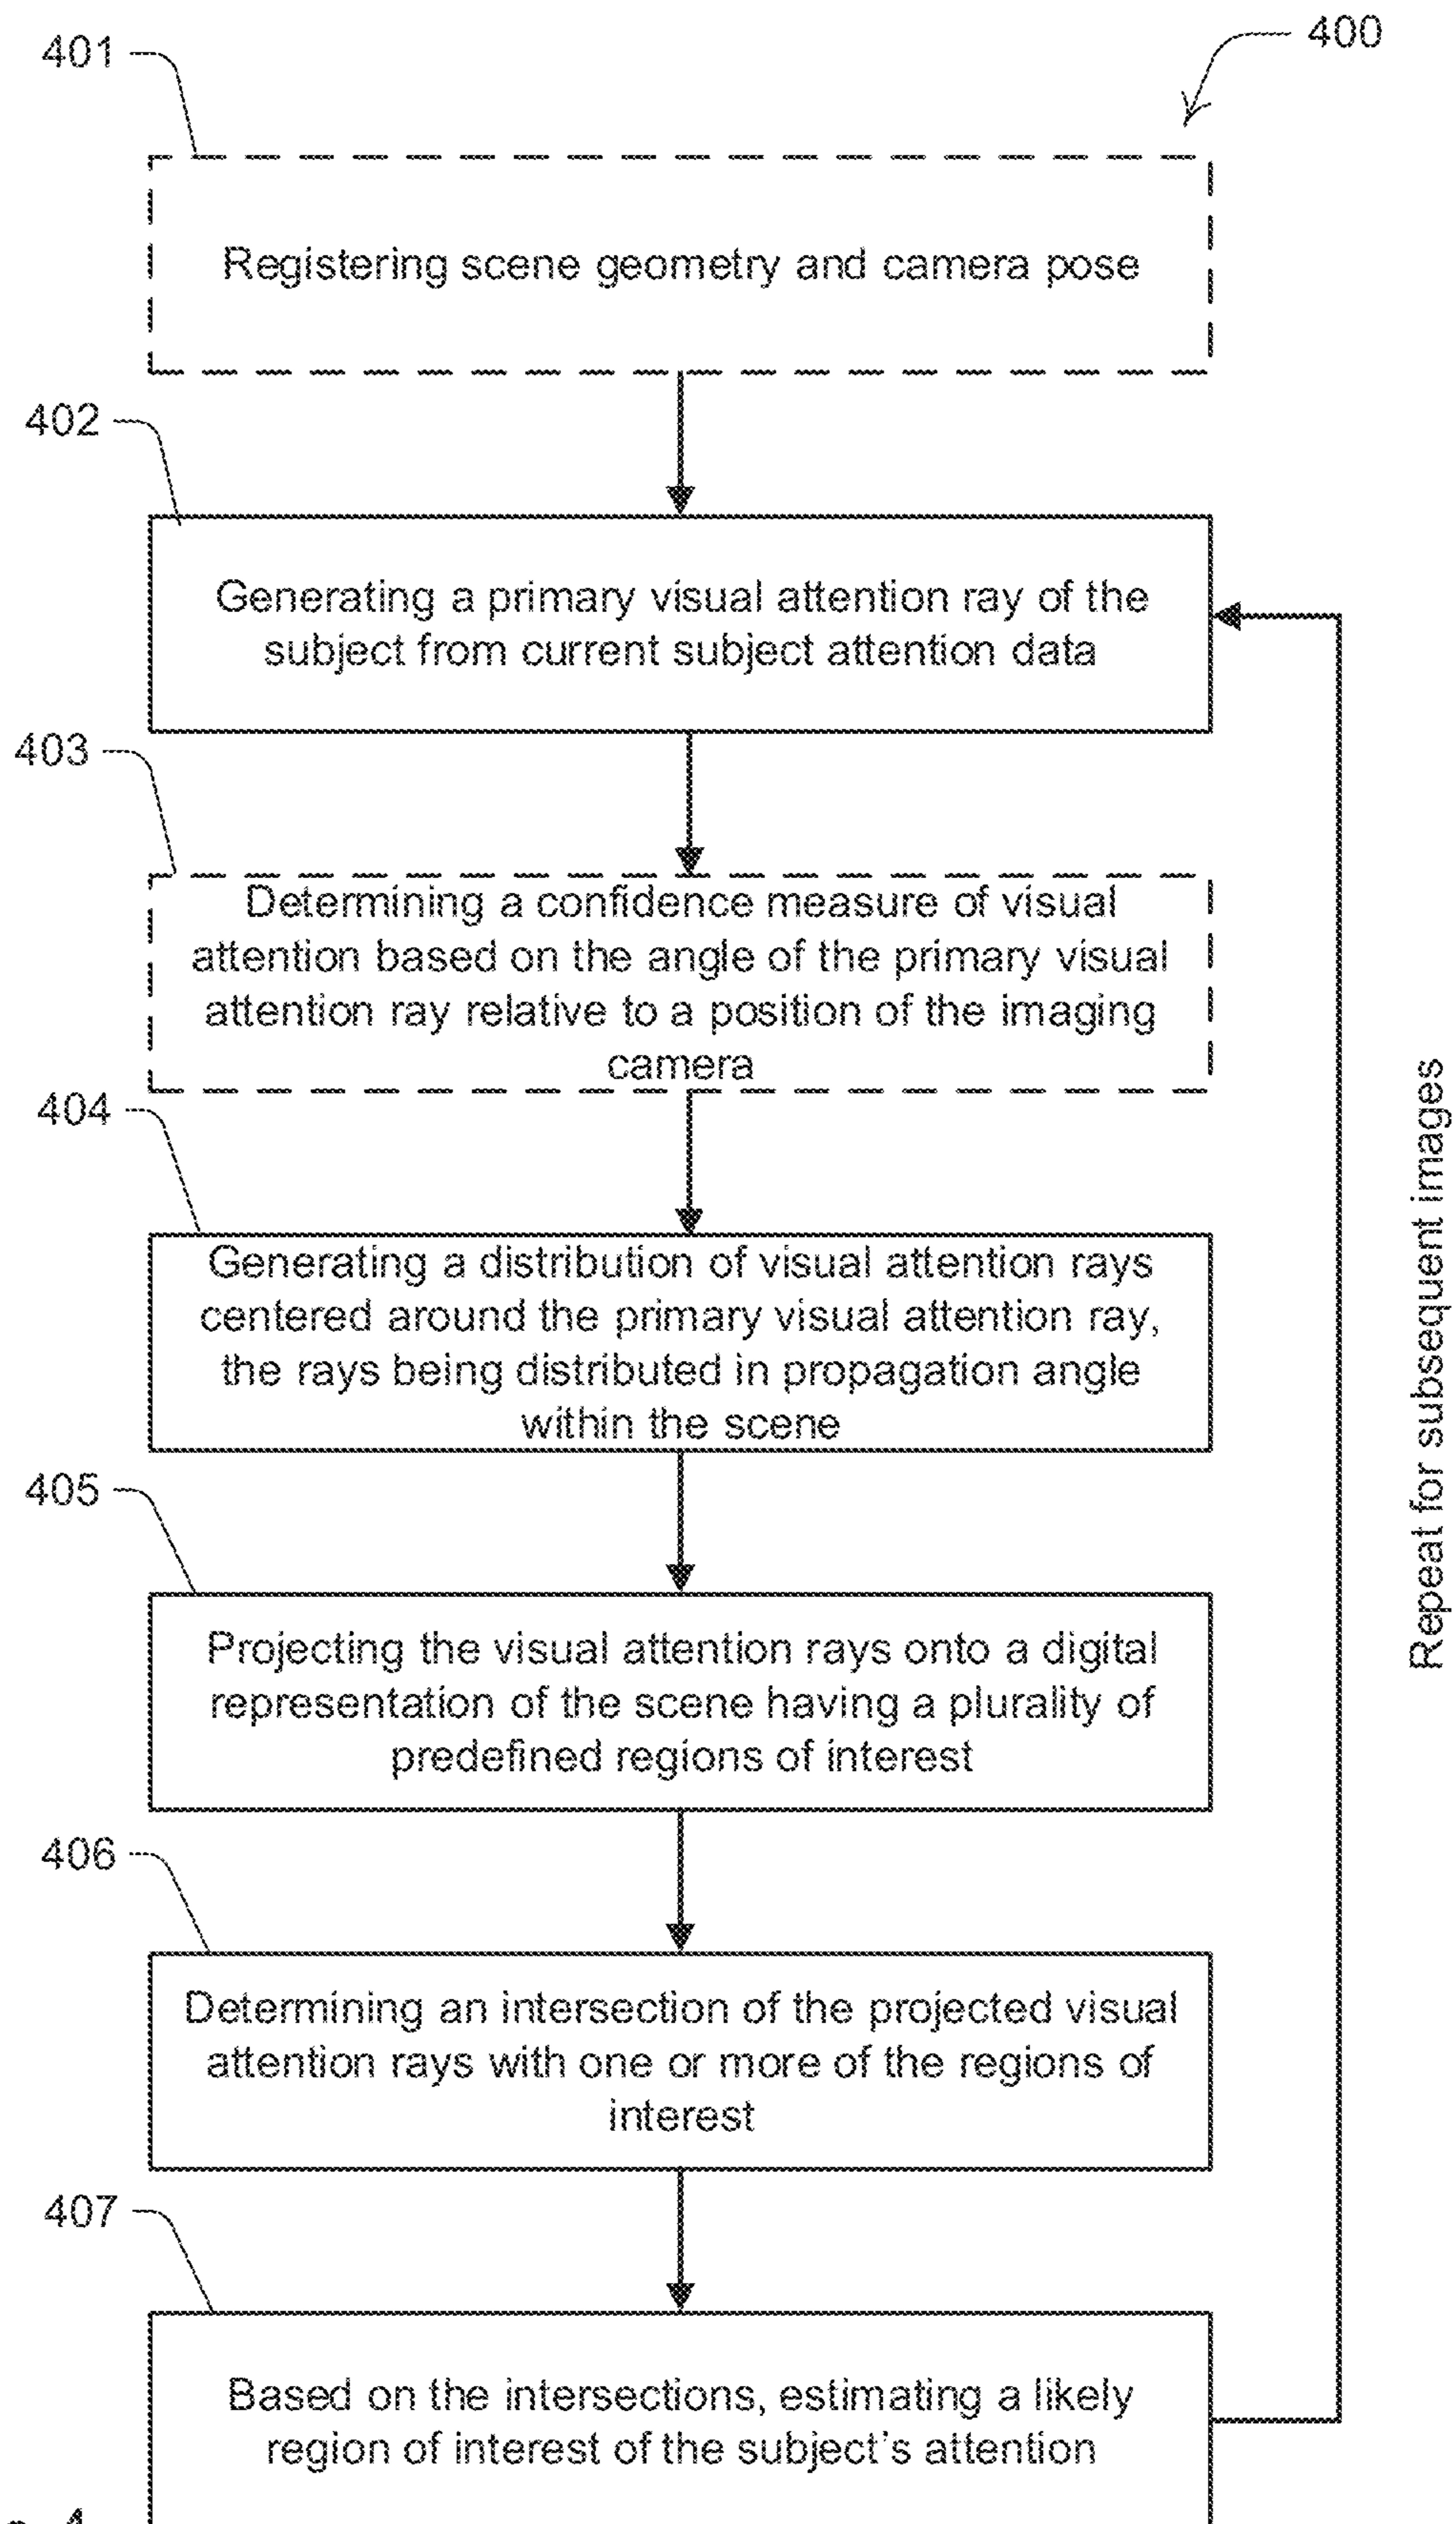 400
401
Registering scene geometry and camera pose
402
Generating a primary visual attention ray of the
subject from current subject attention data
403
Determining a confidence measure of visual
attention based on the angle of the primary visual
attention ray relative to a position of the imaging
camera
404
Generating a distribution of visual attention rays
centered around the primary visual attention ray,
the rays being distributed in propagation angle
within the scene
405
Projecting the visual attention rays onto a digital
representation of the scene having a plurality of
predefined regions of interest
406
Determining an intersection of the projected visual
attention rays with one or more of the regions of
interest
407
Based on the intersections, estimating a likely
region of interest of the subject's attention
Repeat for subsequent images